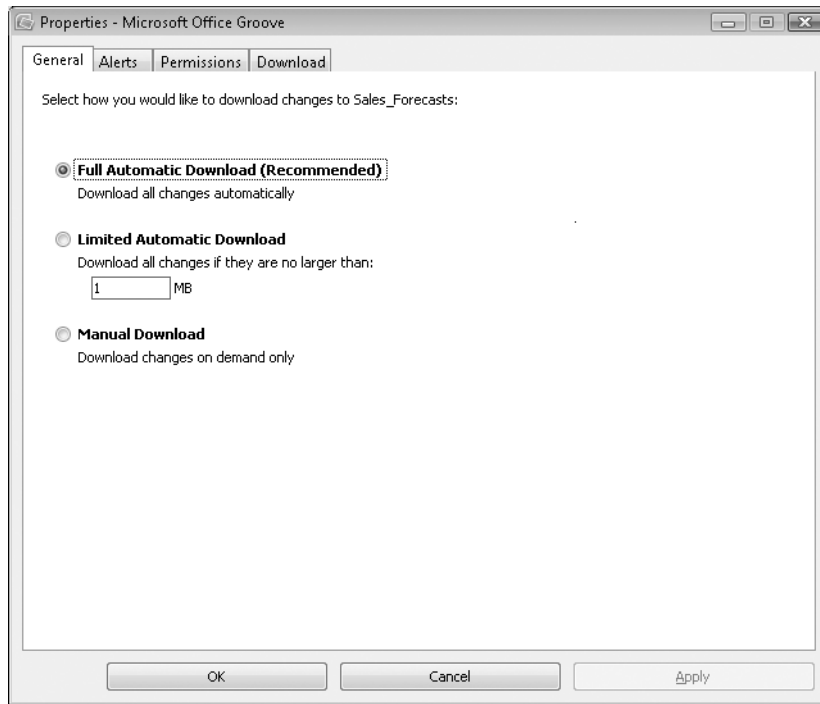 Properties - Microsoft Office Groove
General Alerts Permissions Download
Select how you would like to download changes to Sales_Forecasts:
Full Automatic Download (Recommended)
Download all changes automatically
Limited Automatic Download
Download all changes if they are no larger than:
1 MB
Manual Download
Download changes on demand only
OK Cancel Apply